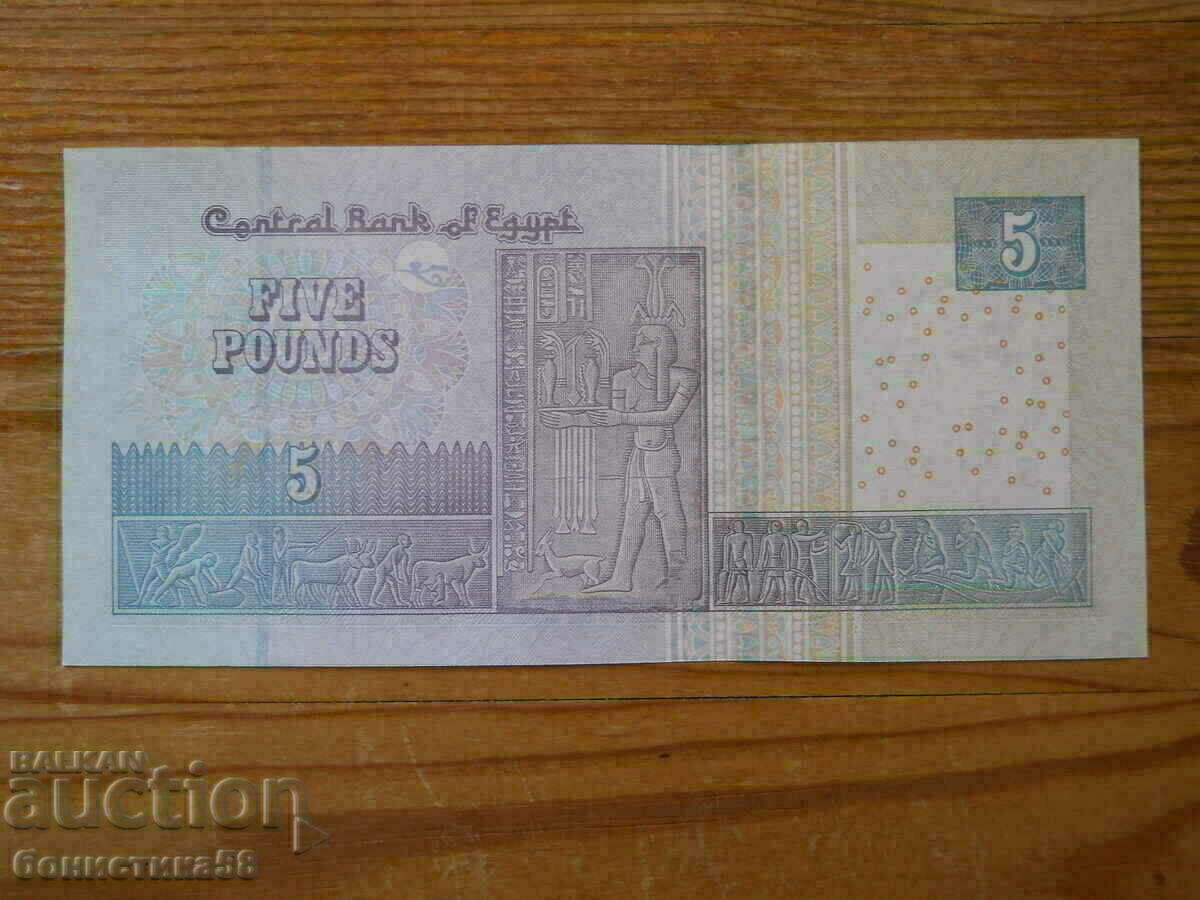 Central Bank of Egypt
FIVE
POUNDS
5
5
BALKAN
auction
бонистика58